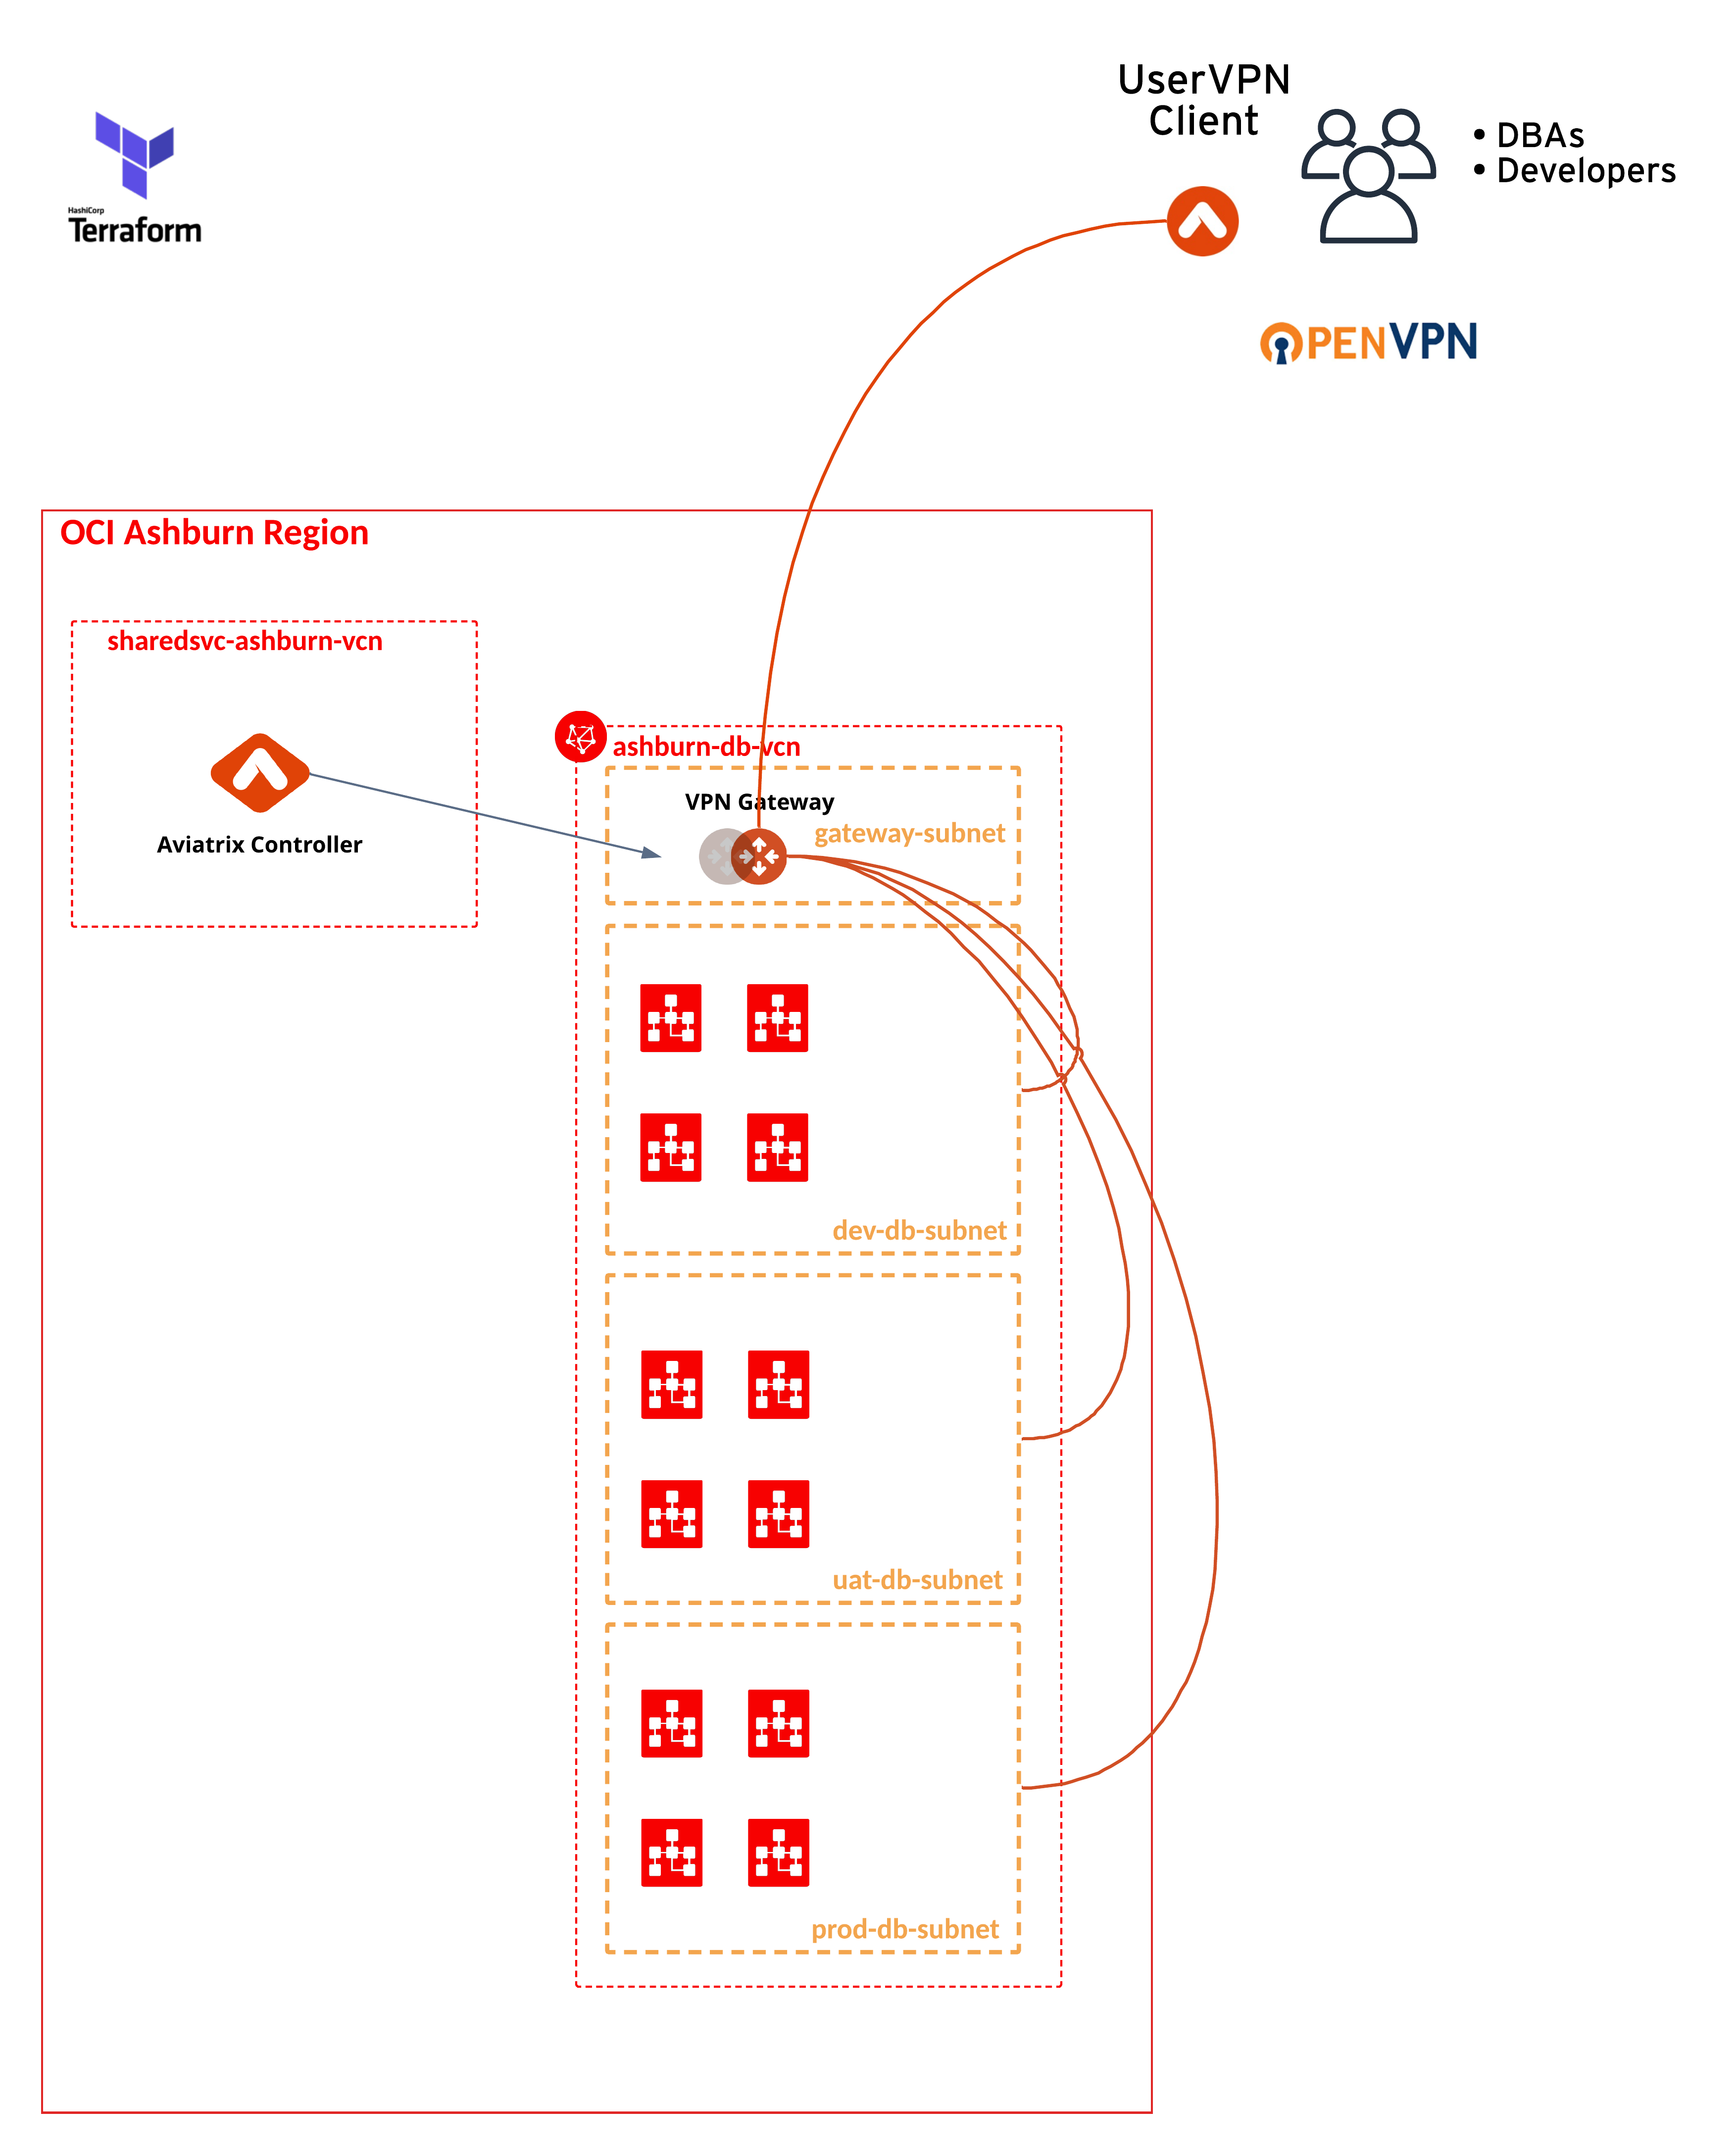 UserVPN
Client
• DBAs
• Developers
HashiCorp
Terraform
OPENVPN
OCI Ashburn Region
sharedsvc-ashburn-vcn
Aviatrix Controller
ashburn-db-vcn
VPN Gateway
gateway-subnet
dev-db-subnet
uat-db-subnet
prod-db-subnet